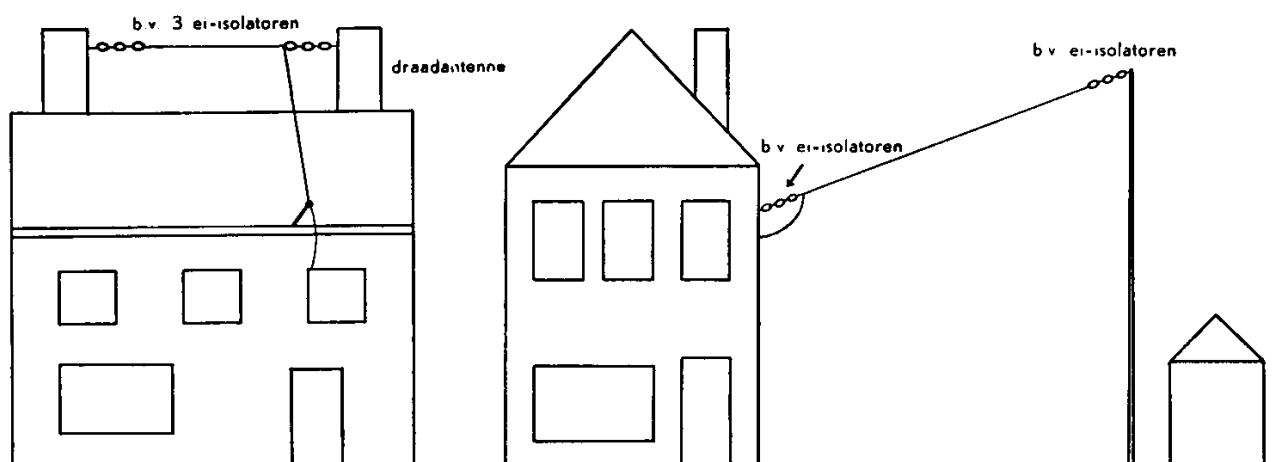 b.v. 3 ei-isolatoren
draadantenne
b v ei-isolatoren
b.v ei-isolatoren